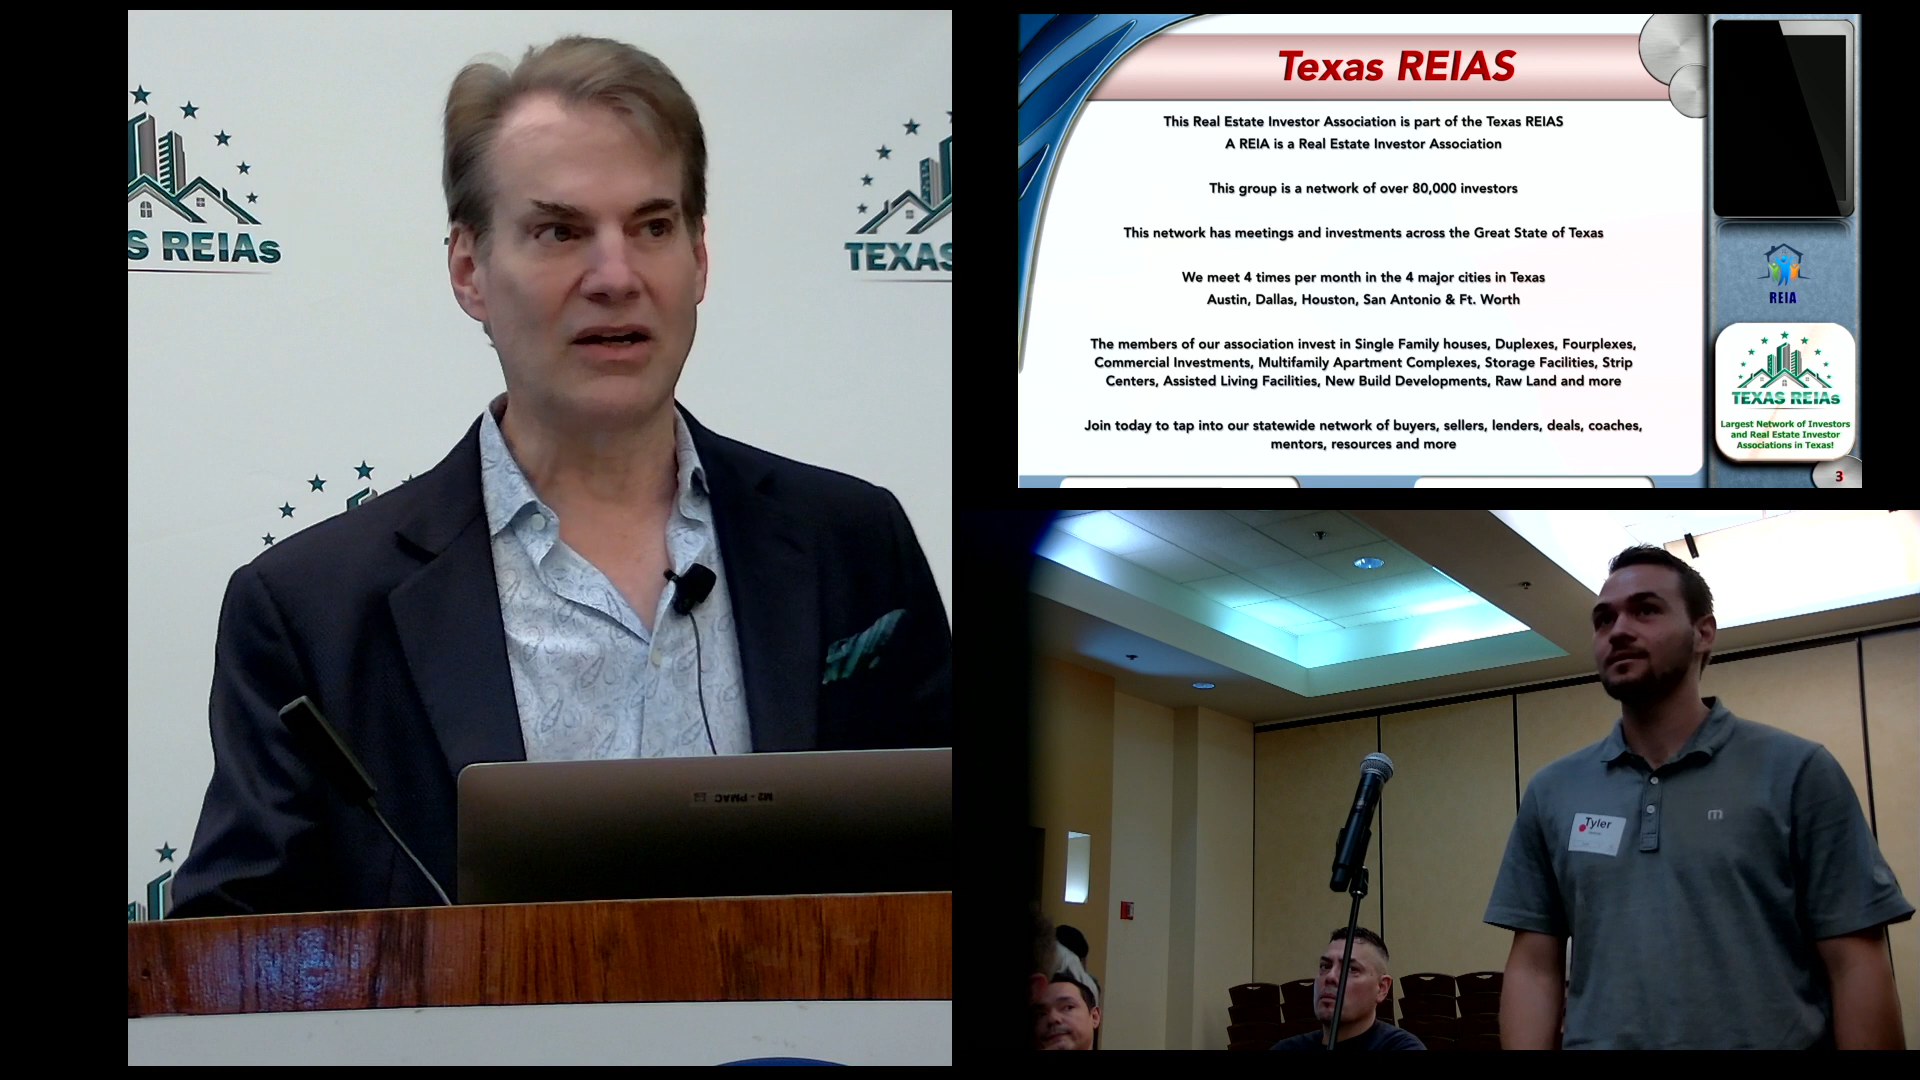 S REIAs
TEXAS
M2 - PMAC
Texas REIAS
This Real Estate Investor Association is part of the Texas REIAS
A REIA is a Real Estate Investor Association
This group is a network of over 80,000 investors
This network has meetings and investments across the Great State of Texas
We meet 4 times per month in the 4 major cities in Texas
Austin, Dallas, Houston, San Antonio & Ft. Worth
The members of our association invest in Single Family houses, Duplexes, Fourplexes,
Commercial Investments, Multifamily Apartment Complexes, Storage Facilities, Strip
Centers, Assisted Living Facilities, New Build Developments, Raw Land and more
Join today to tap into our statewide network of buyers, sellers, lenders, deals, coaches,
mentors, resources and more
REIA
TEXAS REIAs
Largest Network of Investors
and Real Estate Investor
Associations in Texas!
3
Tyler
m